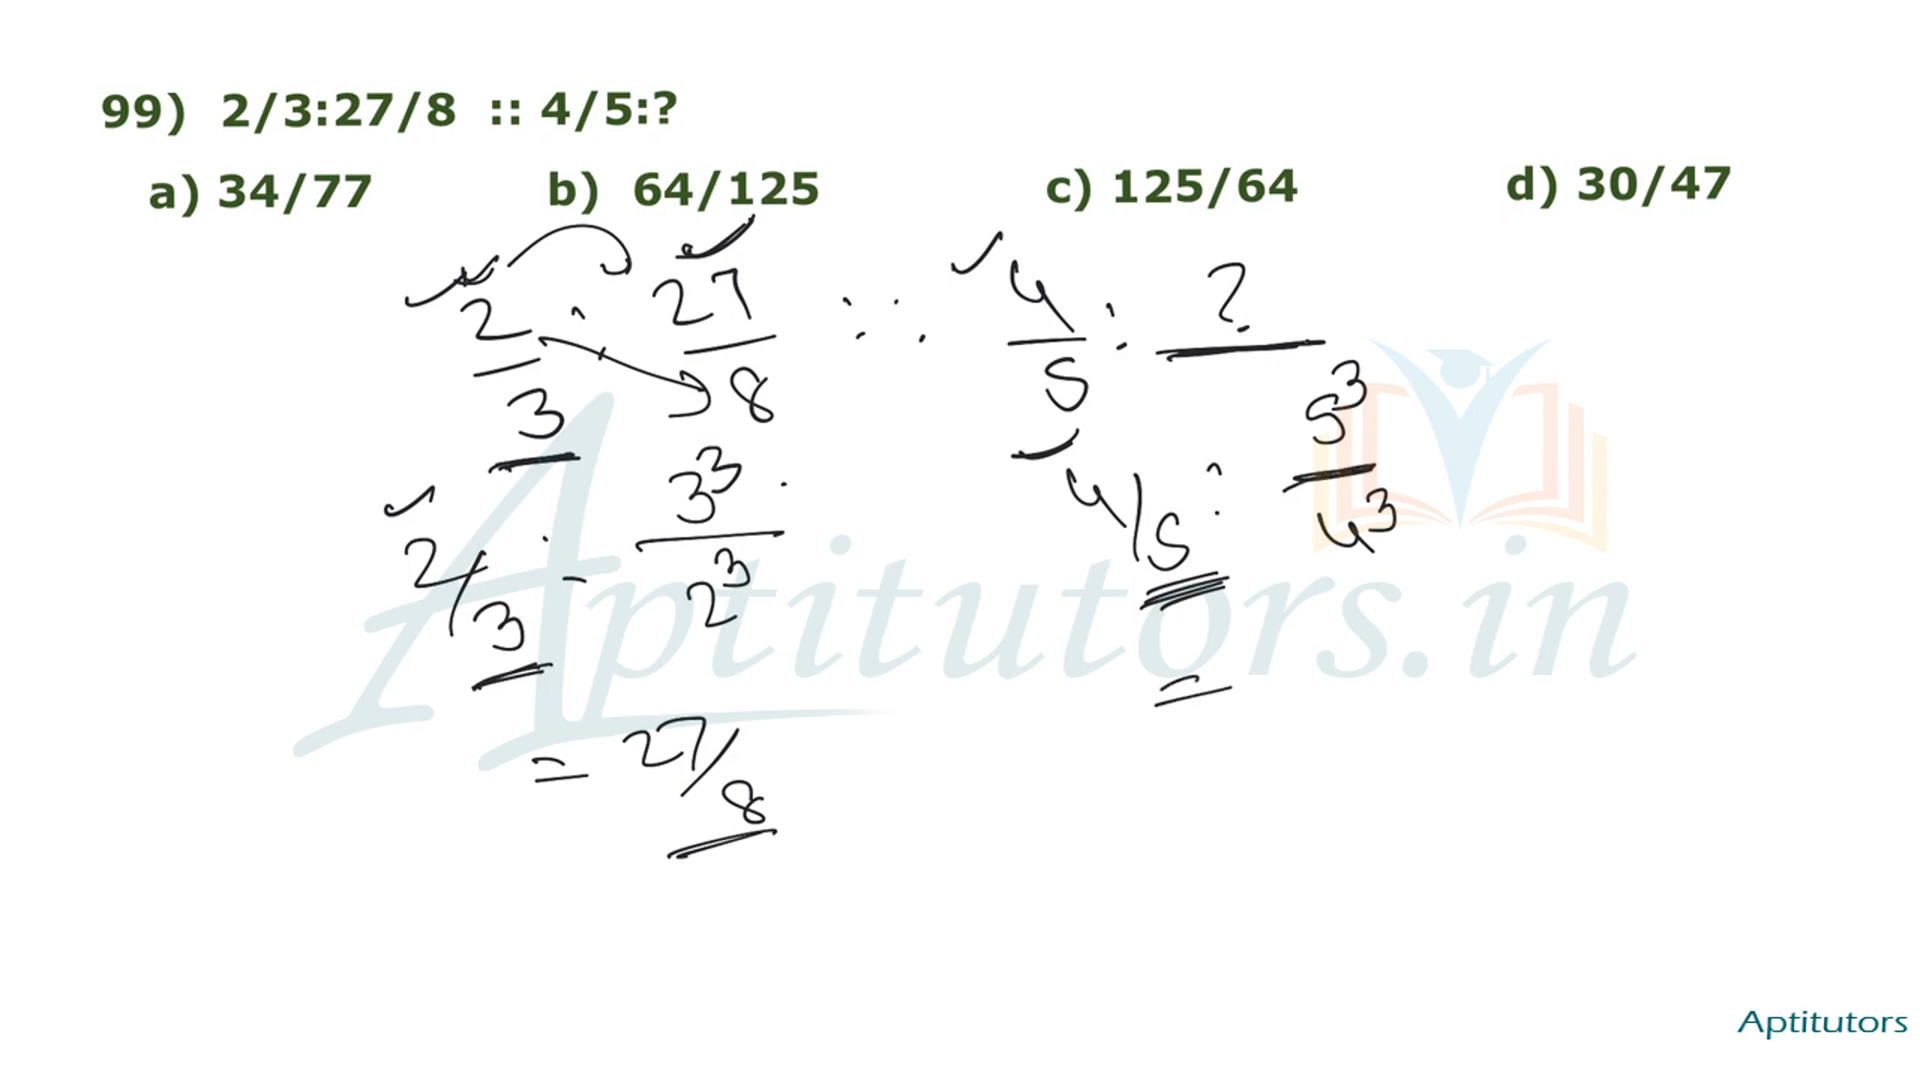 99) 2/3:27/8 :: 4/5:?
a) 34/77 b) 64/125 c) 125/64 d) 30/47
2/3 : 27/8 :: 4/5 : ?
2/3 : 3³/2³
4/5 : 5³/4³
=
= 27/8
Aptitutors.in
Aptitutors